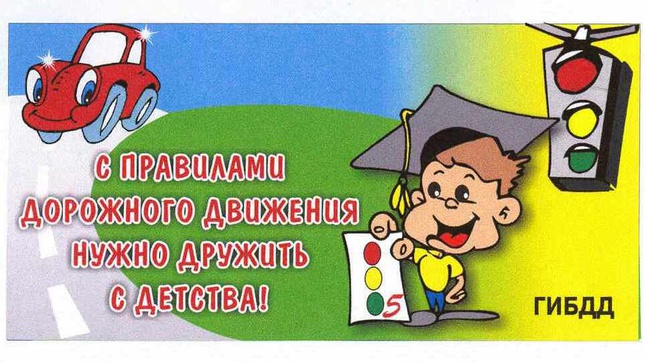 С ПРАВИЛАМИ
ДОРОЖНОГО ДВИЖЕНИЯ
НУЖНО ДРУЖИТЬ
С ДЕТСТВА!
5
ГИБДД